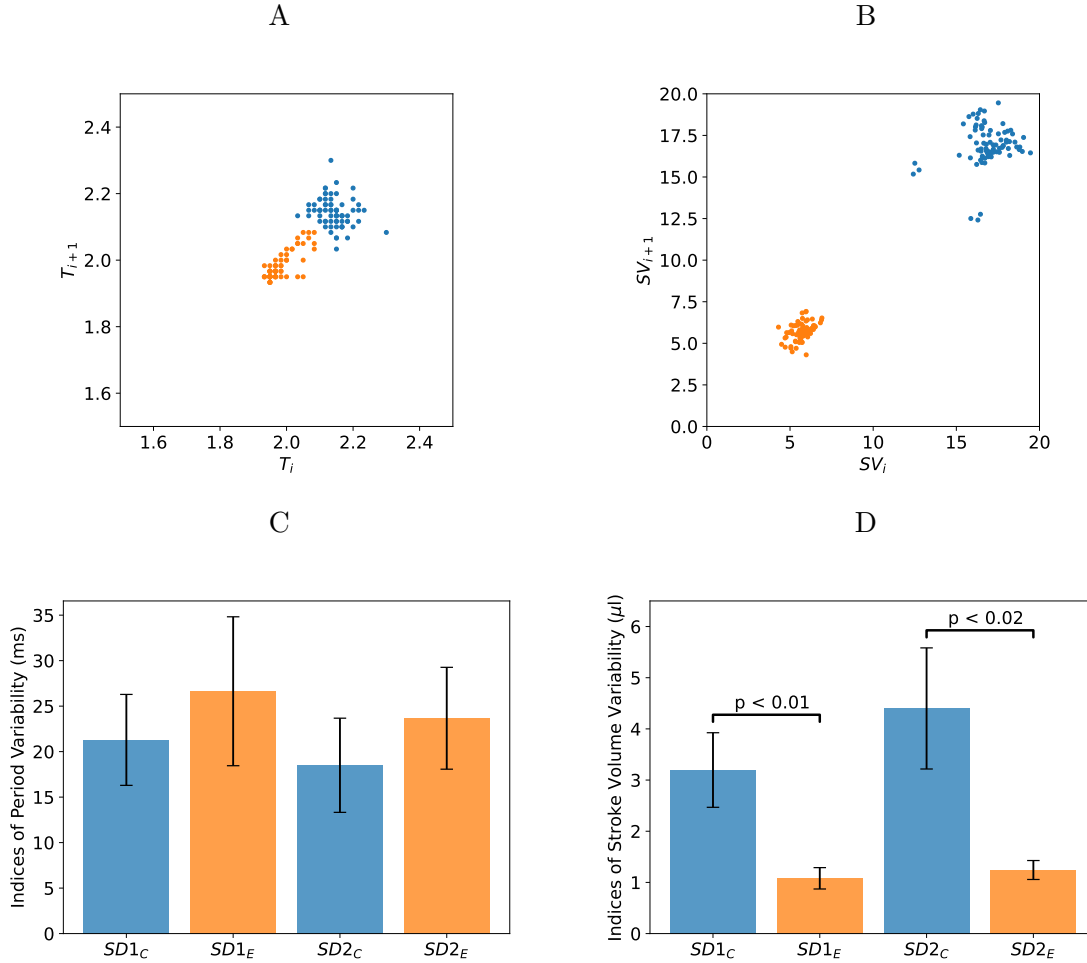 A
B
2.4
2.2
2.0
1.8
1.6
T_{i+1}
1.6 1.8 2.0 2.2 2.4
T_i
20.0
17.5
15.0
12.5
10.0
7.5
5.0
2.5
0.0
SV_{i+1}
0 5 10 15 20
SV_i
C
D
35
30
25
20
15
10
5
0
Indices of Period Variability (ms)
SD1_C SD1_E SD2_C SD2_E
6
5
4
3
2
1
0
Indices of Stroke Volume Variability (μl)
p < 0.02
p < 0.01
SD1_C SD1_E SD2_C SD2_E